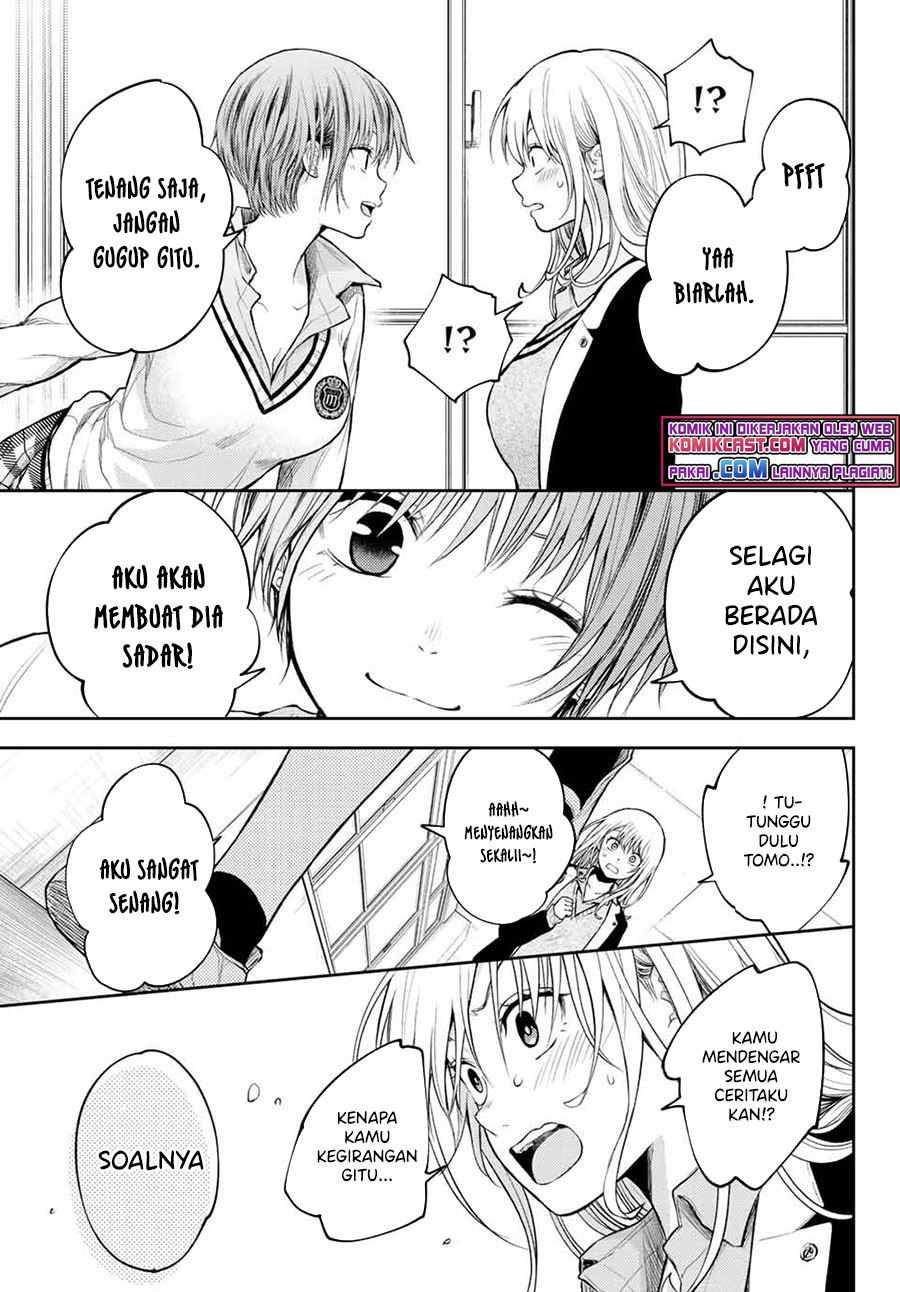 !?
PFFT
YAA
BIARLAH.
TENANG SAJA,
JANGAN
GUGUP GITU.
!?
KOMIK INI DIKERJAKAN OLEH WEB
KOMIKCAST.COM YANG CUMA
PAKAI .COM LAINNYA PLAGIAT!
SELAGI
AKU
BERADA
DISINI,
AKU AKAN
MEMBUAT DIA
SADAR!
! TU-
TUNGGU
DULU
TOMO..!?
AAHH~
MENYENANGKAN
SEKALII~!
AKU SANGAT
SENANG!
KAMU
MENDENGAR
SEMUA
CERITAKU
KAN!?
KENAPA
KAMU
KEGIRANGAN
GITU...
SOALNYA